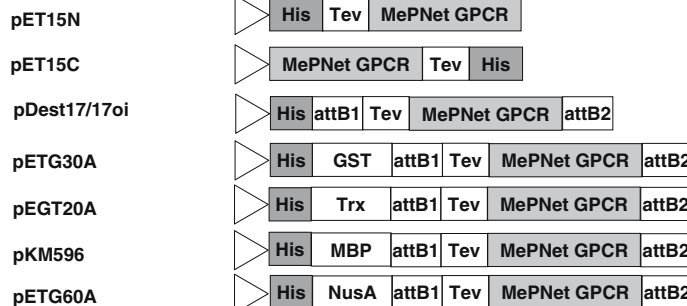 pET15N His Tev MePNet GPCR
pET15C MePNet GPCR Tev His
pDest17/17oi His attB1 Tev MePNet GPCR attB2
pETG30A His GST attB1 Tev MePNet GPCR attB2
pEGT20A His Trx attB1 Tev MePNet GPCR attB2
pKM596 His MBP attB1 Tev MePNet GPCR attB2
pETG60A His NusA attB1 Tev MePNet GPCR attB2